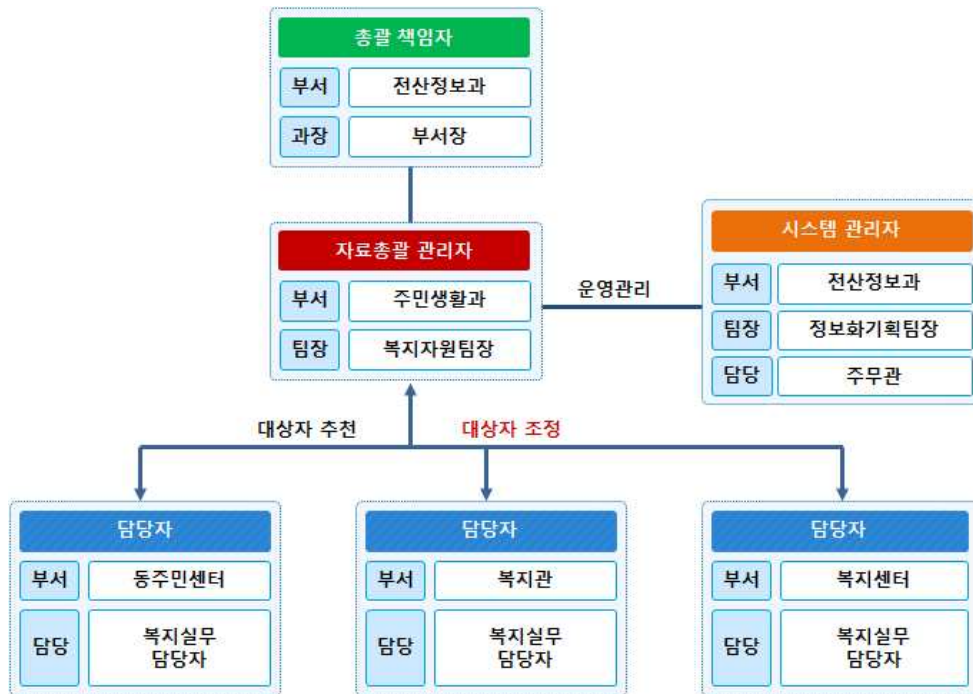 총괄 책임자
부서 전산정보과
과장 부서장
자료총괄 관리자
부서 주민생활과
팀장 복지자원팀장
운영관리
시스템 관리자
부서 전산정보과
팀장 정보화기획팀장
담당 주무관
대상자 추천 대상자 조정
담당자
부서 동주민센터
담당 복지실무
담당자
담당자
부서 복지관
담당 복지실무
담당자
담당자
부서 복지센터
담당 복지실무
담당자